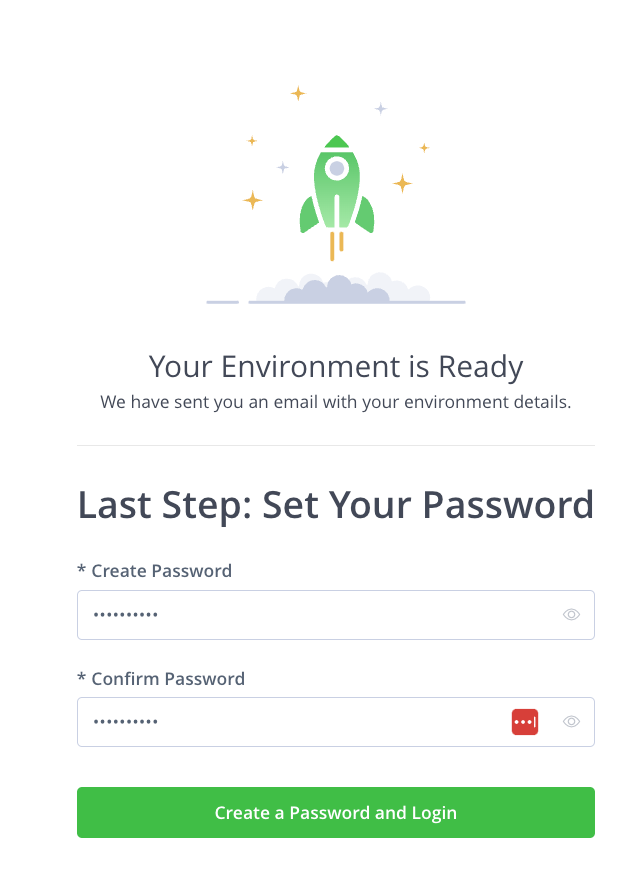 Your Environment is Ready
We have sent you an email with your environment details.
Last Step: Set Your Password
* Create Password
••••••••••
* Confirm Password
••••••••••
Create a Password and Login